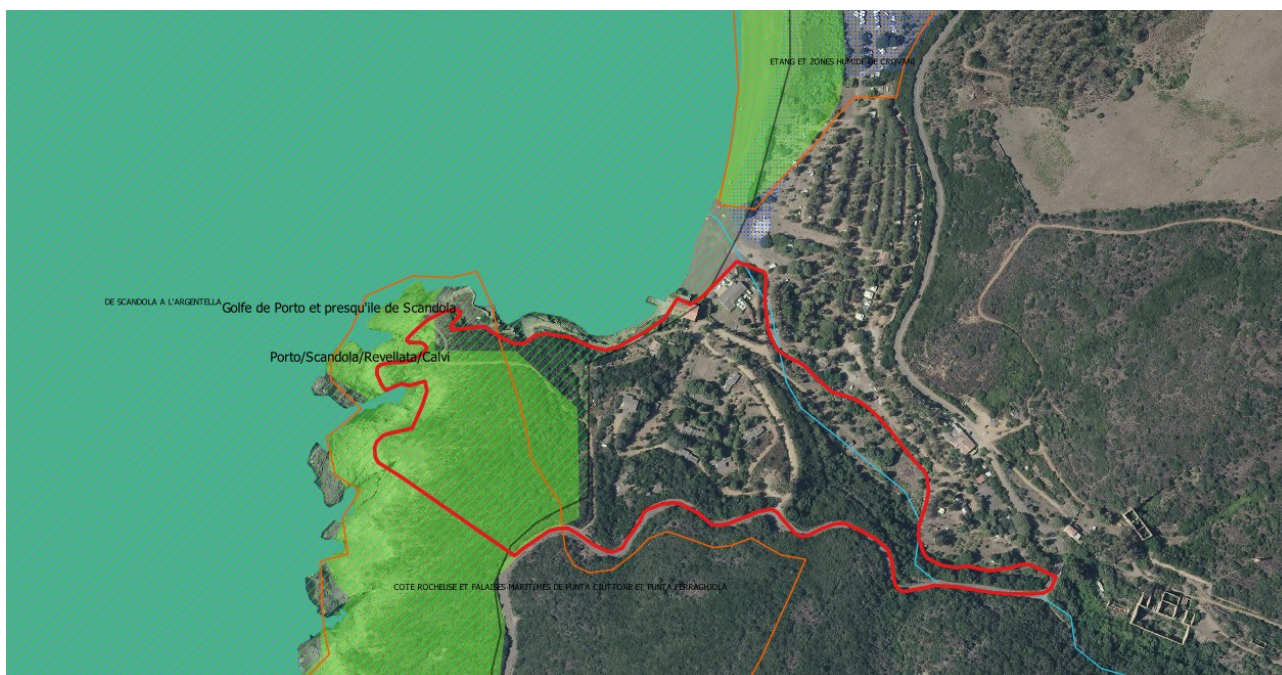 ETANG ET ZONES HUMIDE DE CROVANI
DE SCANDOLA A L'ARGENTELLA
Golfe de Porto et presqu'ile de Scandola
Porto/Scandola/Revellata/Calvi
COTE ROCHEUSE ET FALAISES MARITIMES DE PUNTA CIUTTONE ET PUNTA FERRAGHIOLA